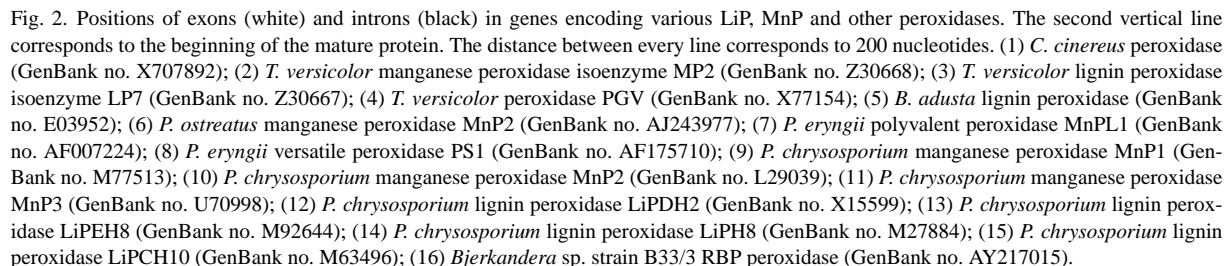 Fig. 2. Positions of exons (white) and introns (black) in genes encoding various LiP, MnP and other peroxidases. The second vertical line
corresponds to the beginning of the mature protein. The distance between every line corresponds to 200 nucleotides. (1) C. cinereus peroxidase
(GenBank no. X707892); (2) T. versicolor manganese peroxidase isoenzyme MP2 (GenBank no. Z30668); (3) T. versicolor lignin peroxidase
isoenzyme LP7 (GenBank no. Z30667); (4) T. versicolor peroxidase PGV (GenBank no. X77154); (5) B. adusta lignin peroxidase (GenBank
no. E03952); (6) P. ostreatus manganese peroxidase MnP2 (GenBank no. AJ243977); (7) P. eryngii polyvalent peroxidase MnPL1 (GenBank
no. AF007224); (8) P. eryngii versatile peroxidase PS1 (GenBank no. AF175710); (9) P. chrysosporium manganese peroxidase MnP1 (Gen-
Bank no. M77513); (10) P. chrysosporium manganese peroxidase MnP2 (GenBank no. L29039); (11) P. chrysosporium manganese peroxidase
MnP3 (GenBank no. U70998); (12) P. chrysosporium lignin peroxidase LiPDH2 (GenBank no. X15599); (13) P. chrysosporium lignin perox-
idase LiPEH8 (GenBank no. M92644); (14) P. chrysosporium lignin peroxidase LiPH8 (GenBank no. M27884); (15) P. chrysosporium lignin
peroxidase LiPCH10 (GenBank no. M63496); (16) Bjerkandera sp. strain B33/3 RBP peroxidase (GenBank no. AY217015).